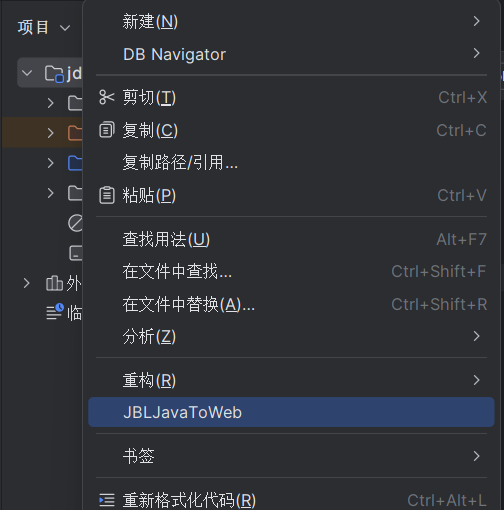 项目
新建(N)
DB Navigator
jd
剪切(T) Ctrl+X
复制(C) Ctrl+C
复制路径/引用...
粘贴(P) Ctrl+V
查找用法(U) Alt+F7
在文件中查找... Ctrl+Shift+F
外
在文件中替换(A)... Ctrl+Shift+R
临
分析(Z)
重构(R)
JBLJavaToWeb
书签
重新格式化代码(R) Ctrl+Alt+L